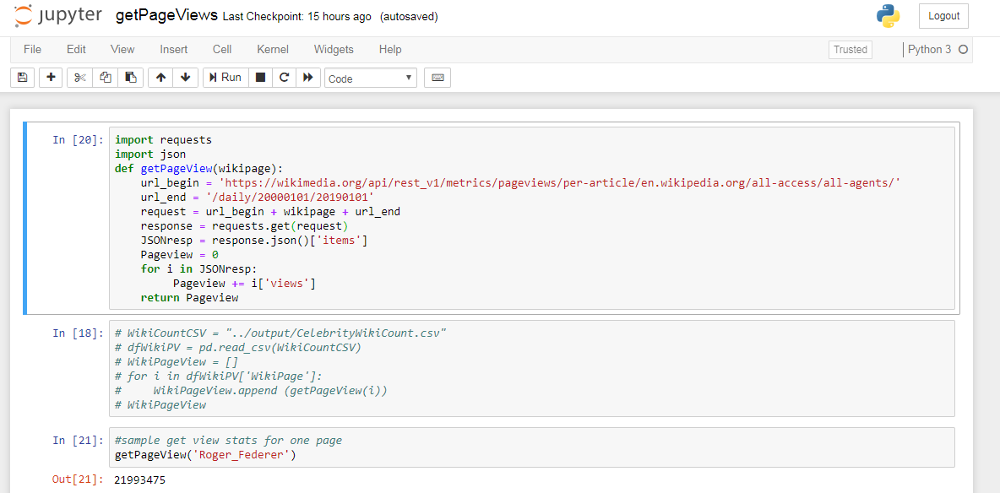 jupyter getPageViews Last Checkpoint: 15 hours ago (autosaved)
Logout
File Edit View Insert Cell Kernel Widgets Help
Trusted
Python 3
Run
Code
In [20]:
import requests
import json
def getPageView(wikipage):
    url_begin = 'https://wikimedia.org/api/rest_v1/metrics/pageviews/per-article/en.wikipedia.org/all-access/all-agents/'
    url_end = '/daily/20000101/20190101'
    request = url_begin + wikipage + url_end
    response = requests.get(request)
    JSONresp = response.json()['items']
    Pageview = 0
    for i in JSONresp:
         Pageview += i['views']
    return Pageview
In [18]:
# WikiCountCSV = "../output/CelebrityWikiCount.csv"
# dfWikiPV = pd.read_csv(WikiCountCSV)
# WikiPageView = []
# for i in dfWikiPV['WikiPage']:
#     WikiPageView.append (getPageView(i))
# WikiPageView
In [21]:
#sample get view stats for one page
getPageView('Roger_Federer')
Out[21]: 21993475